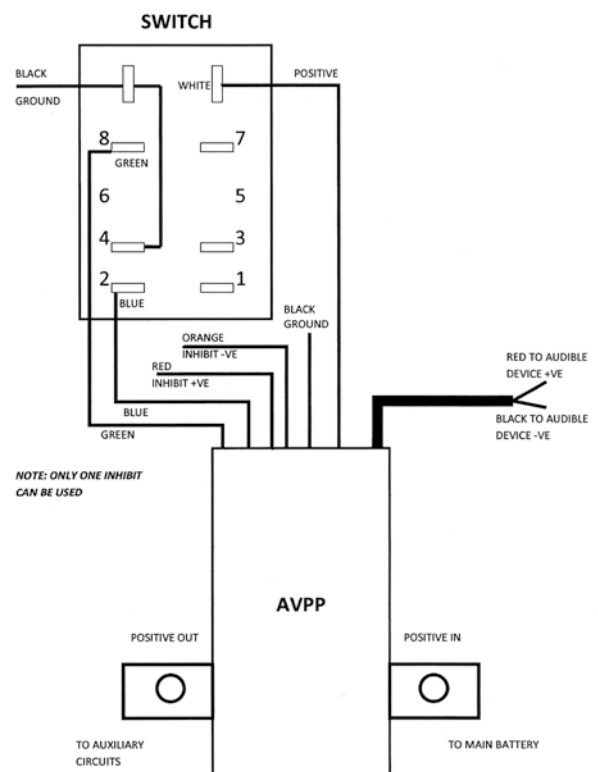 SWITCH
BLACK
GROUND
WHITE
POSITIVE
8
7
GREEN
6
5
4
3
2
1
BLUE
BLACK
GROUND
ORANGE
INHIBIT -VE
RED
INHIBIT +VE
BLUE
GREEN
RED TO AUDIBLE
DEVICE +VE
BLACK TO AUDIBLE
DEVICE -VE
NOTE: ONLY ONE INHIBIT
CAN BE USED
AVPP
POSITIVE OUT
POSITIVE IN
TO AUXILIARY
CIRCUITS
TO MAIN BATTERY